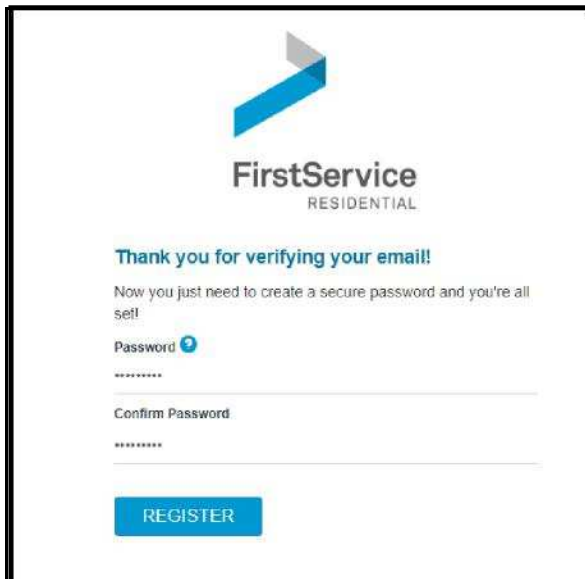 FirstService
RESIDENTIAL
Thank you for verifying your email!
Now you just need to create a secure password and you're all
set!
Password ?
•••••••••
Confirm Password
•••••••••
REGISTER